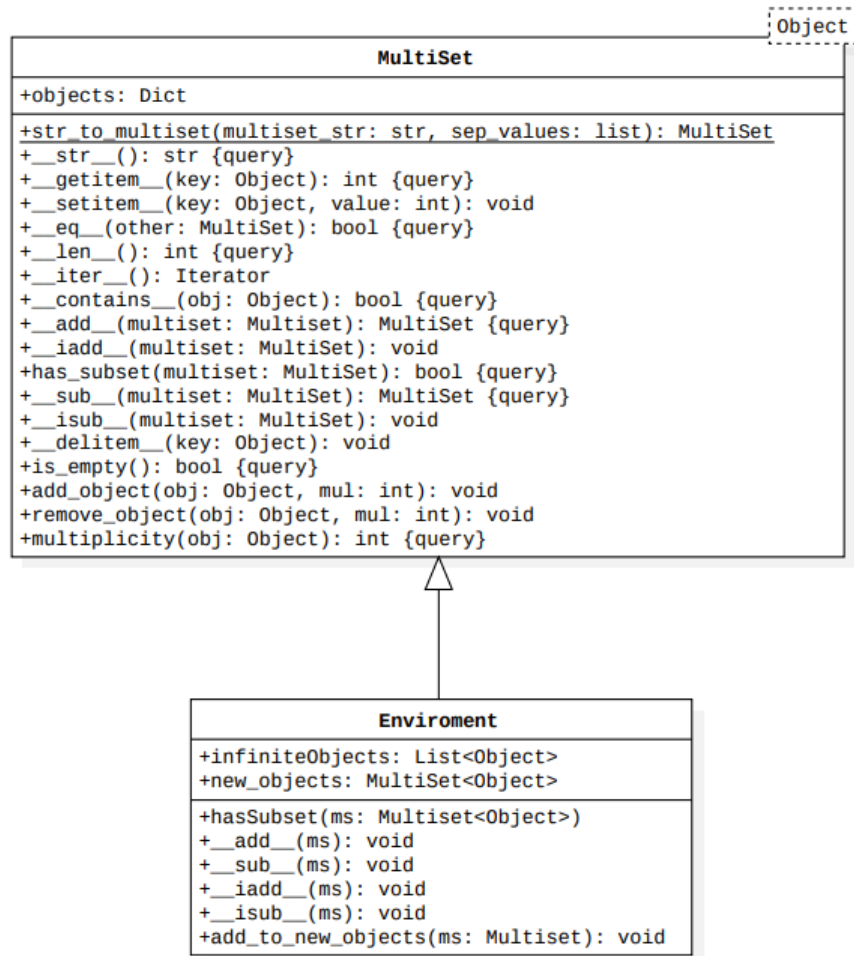 Object
MultiSet
+objects: Dict
+str_to_multiset(multiset_str: str, sep_values: list): MultiSet
+__str__(): str {query}
+__getitem__(key: Object): int {query}
+__setitem__(key: Object, value: int): void
+__eq__(other: MultiSet): bool {query}
+__len__(): int {query}
+__iter__(): Iterator
+__contains__(obj: Object): bool {query}
+__add__(multiset: Multiset): MultiSet {query}
+__iadd__(multiset: MultiSet): void
+has_subset(multiset: MultiSet): bool {query}
+__sub__(multiset: MultiSet): MultiSet {query}
+__isub__(multiset: MultiSet): void
+__delitem__(key: Object): void
+is_empty(): bool {query}
+add_object(obj: Object, mul: int): void
+remove_object(obj: Object, mul: int): void
+multiplicity(obj: Object): int {query}
Enviroment
+infiniteObjects: List<Object>
+new_objects: MultiSet<Object>
+hasSubset(ms: Multiset<Object>)
+__add__(ms): void
+__sub__(ms): void
+__iadd__(ms): void
+__isub__(ms): void
+add_to_new_objects(ms: Multiset): void